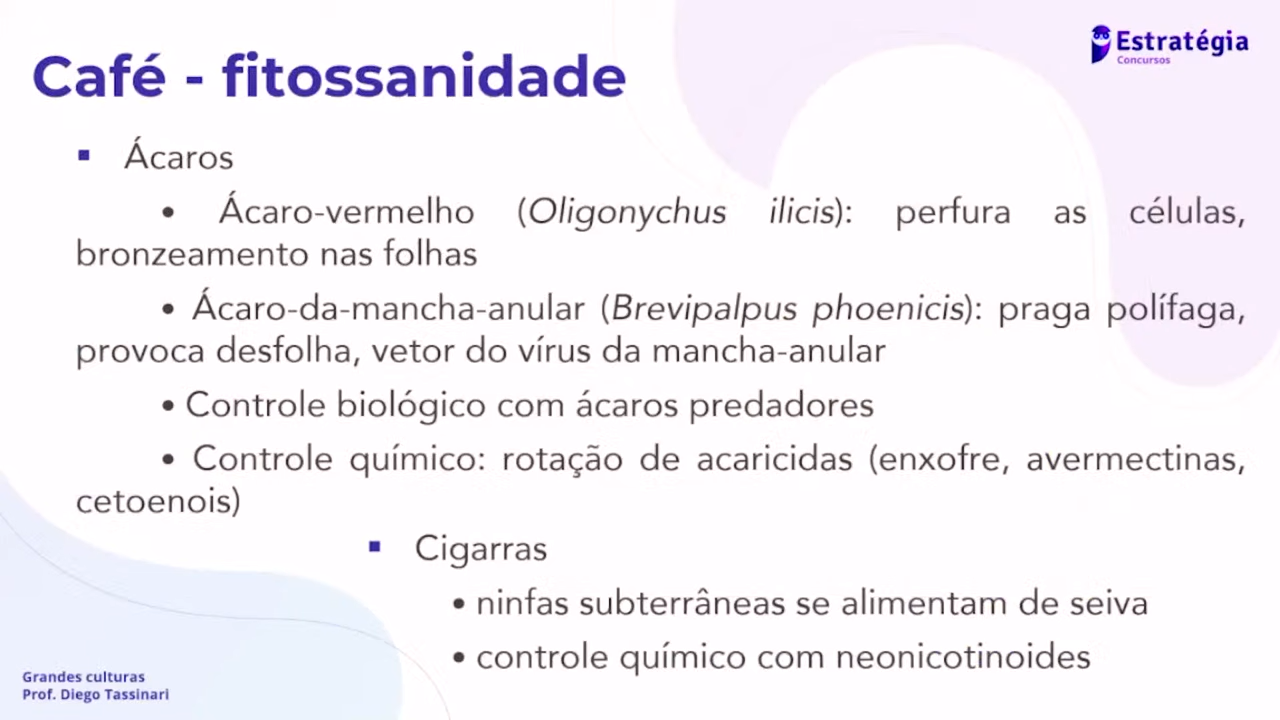 Estratégia
Concursos
Café - fitossanidade
▪ Ácaros
• Ácaro-vermelho (Oligonychus ilicis): perfura as células,
bronzeamento nas folhas
• Ácaro-da-mancha-anular (Brevipalpus phoenicis): praga polífaga,
provoca desfolha, vetor do vírus da mancha-anular
• Controle biológico com ácaros predadores
• Controle químico: rotação de acaricidas (enxofre, avermectinas,
cetoenois)
▪ Cigarras
• ninfas subterrâneas se alimentam de seiva
• controle químico com neonicotinoides
Grandes culturas
Prof. Diego Tassinari